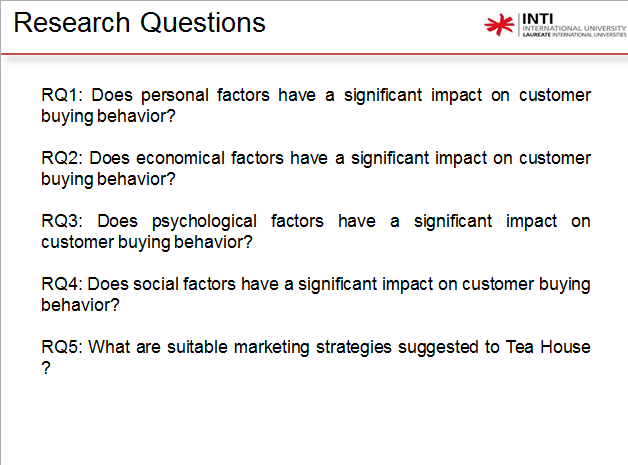 Research Questions
INTI
INTERNATIONAL UNIVERSITY
LAUREATE INTERNATIONAL UNIVERSITIES
RQ1: Does personal factors have a significant impact on customer
buying behavior?
RQ2: Does economical factors have a significant impact on customer
buying behavior?
RQ3: Does psychological factors have a significant impact on
customer buying behavior?
RQ4: Does social factors have a significant impact on customer buying
behavior?
RQ5: What are suitable marketing strategies suggested to Tea House
?